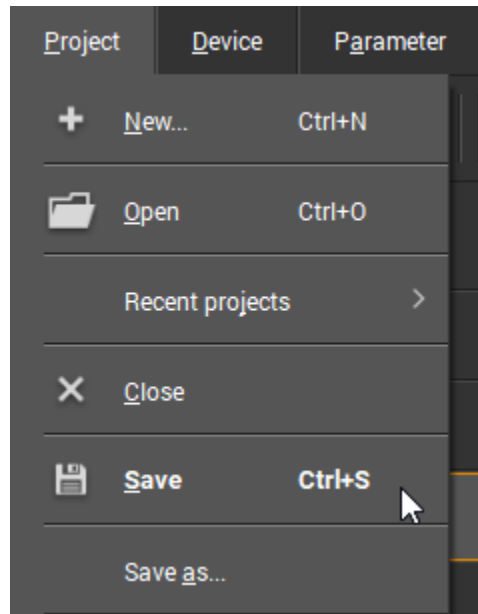 Project Device Parameter
New... Ctrl+N
Open Ctrl+O
Recent projects
Close
Save Ctrl+S
Save as...